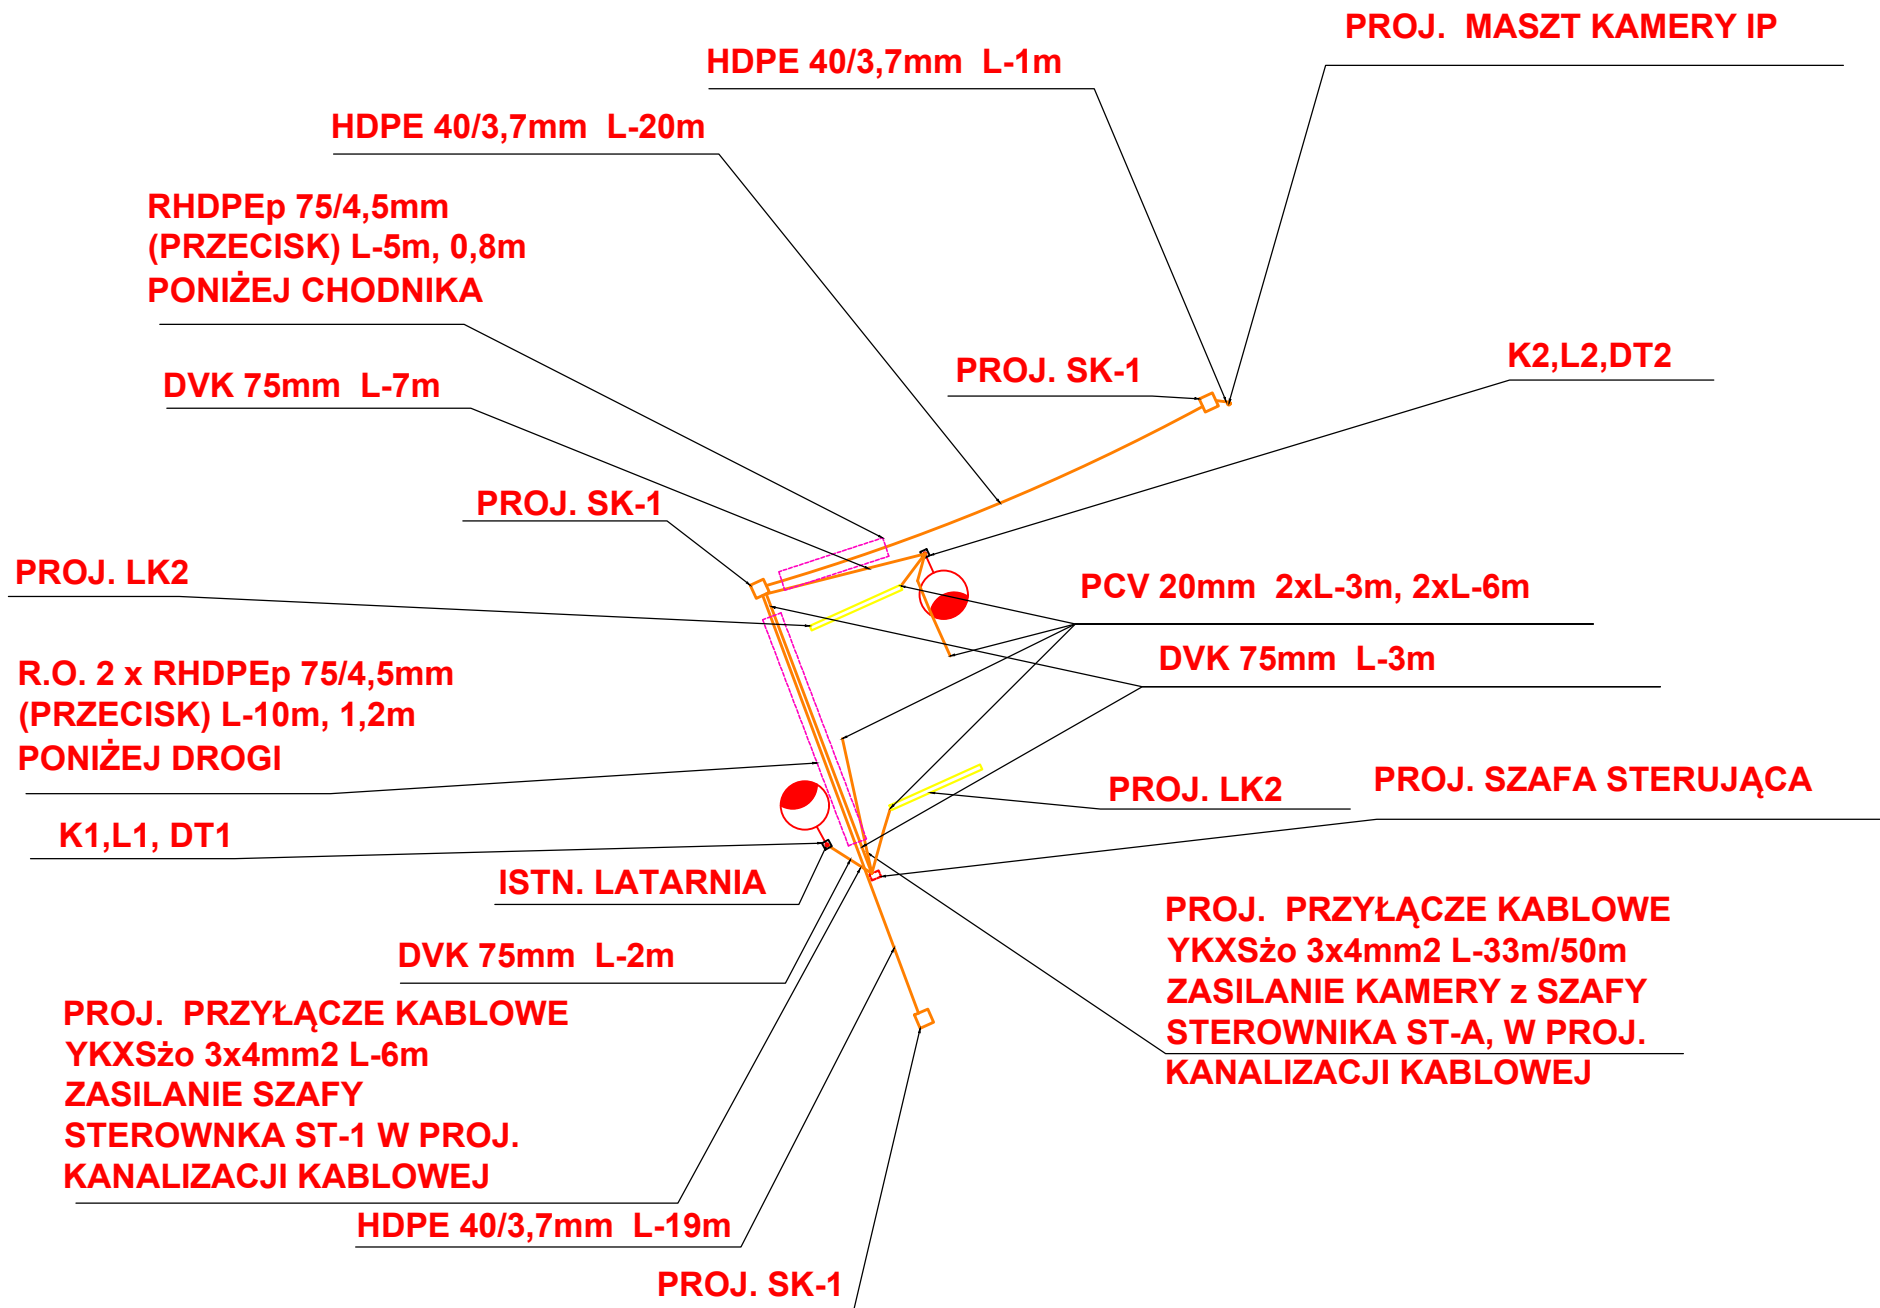 PROJ.  MASZT KAMERY IP
HDPE 40/3,7mm  L-1m
HDPE 40/3,7mm  L-20m
RHDPEp 75/4,5mm
(PRZECISK) L-5m, 0,8m
PONIŻEJ CHODNIKA
K2,L2,DT2
PROJ. SK-1
DVK 75mm  L-7m
PROJ. SK-1
PROJ. LK2
PCV 20mm  2xL-3m, 2xL-6m
DVK 75mm  L-3m
R.O. 2 x RHDPEp 75/4,5mm
(PRZECISK) L-10m, 1,2m
PONIŻEJ DROGI
PROJ. SZAFA STERUJĄCA
PROJ. LK2
K1,L1, DT1
ISTN. LATARNIA
PROJ.  PRZYŁĄCZE KABLOWE
YKXSżo 3x4mm2 L-33m/50m
ZASILANIE KAMERY z SZAFY
STEROWNIKA ST-A, W PROJ.
KANALIZACJI KABLOWEJ
DVK 75mm  L-2m
PROJ.  PRZYŁĄCZE KABLOWE
YKXSżo 3x4mm2 L-6m
ZASILANIE SZAFY
STEROWNKA ST-1 W PROJ.
KANALIZACJI KABLOWEJ
HDPE 40/3,7mm  L-19m
PROJ. SK-1